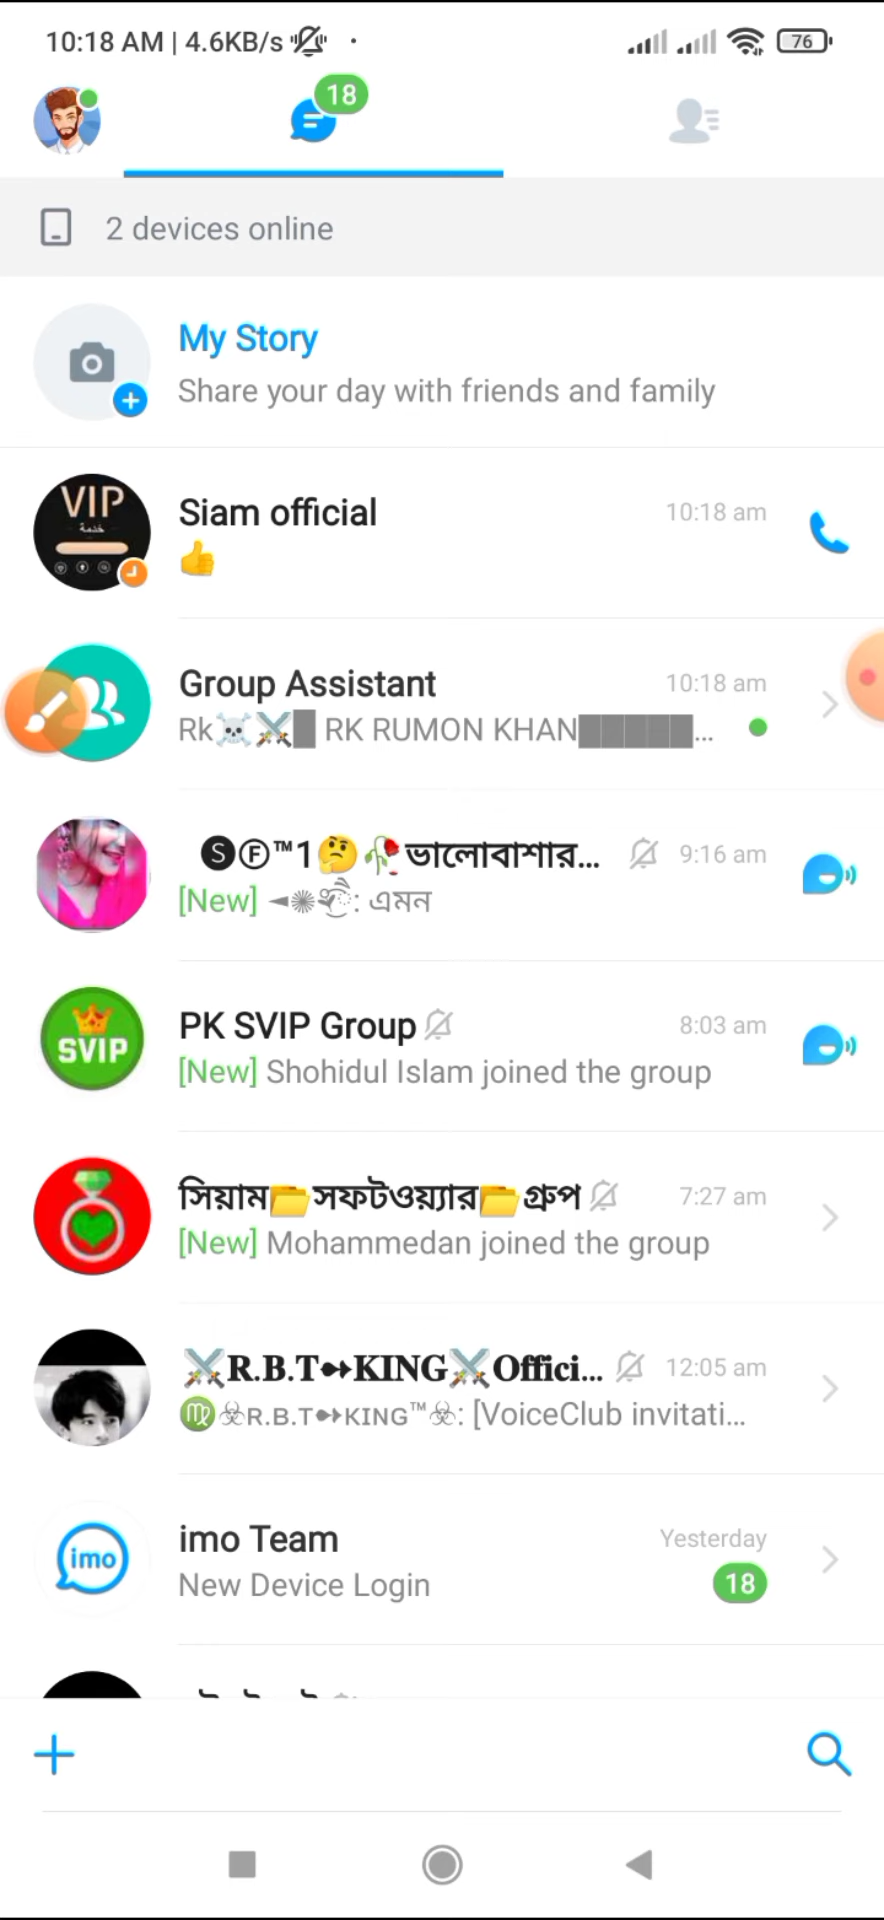 10:18 AM | 4.6KB/s
76
18
2 devices online
My Story
Share your day with friends and family
VIP
خدمة
Siam official 10:18 am
👍
Group Assistant 10:18 am
Rk☠️⚔️█ RK RUMON KHAN█████...
🅢Ⓕ™1🤔🥀ভালোবাশার... 9:16 am
[New] এমন
SVIP
PK SVIP Group 8:03 am
[New] Shohidul Islam joined the group
সিয়াম📂সফটওয়্যার📂গ্রুপ 7:27 am
[New] Mohammedan joined the group
⚔️R.B.T➻KING⚔️Offici... 12:05 am
♍☣R.B.T➻KING™☣: [VoiceClub invitati...
imo
imo Team Yesterday
New Device Login 18